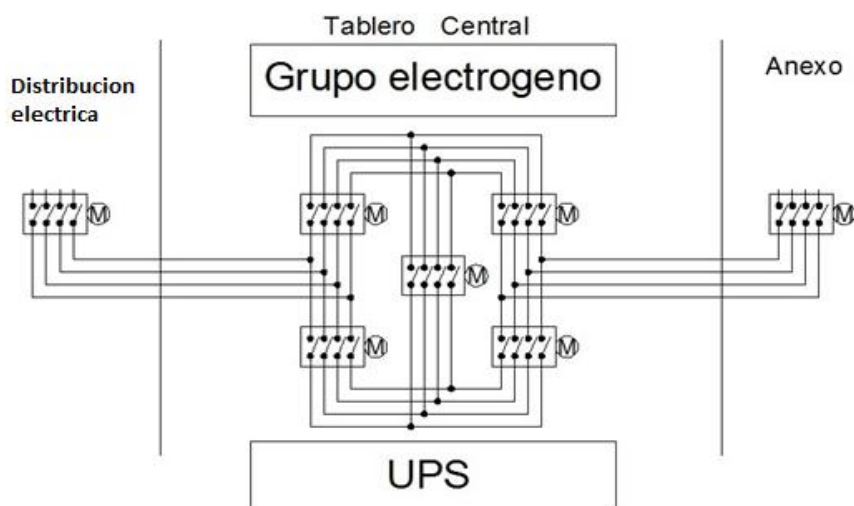 Tablero Central
Grupo electrogeno
Distribucion
electrica
Anexo
M
M
M
M
M
M
M
UPS